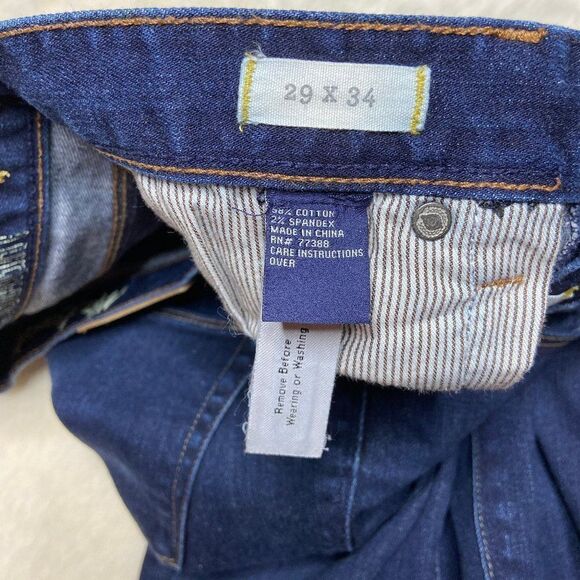 29 X 34
98% COTTON
2% SPANDEX
MADE IN CHINA
RN# 77388
CARE INSTRUCTIONS
OVER
Remove Before
Wearing or Washing